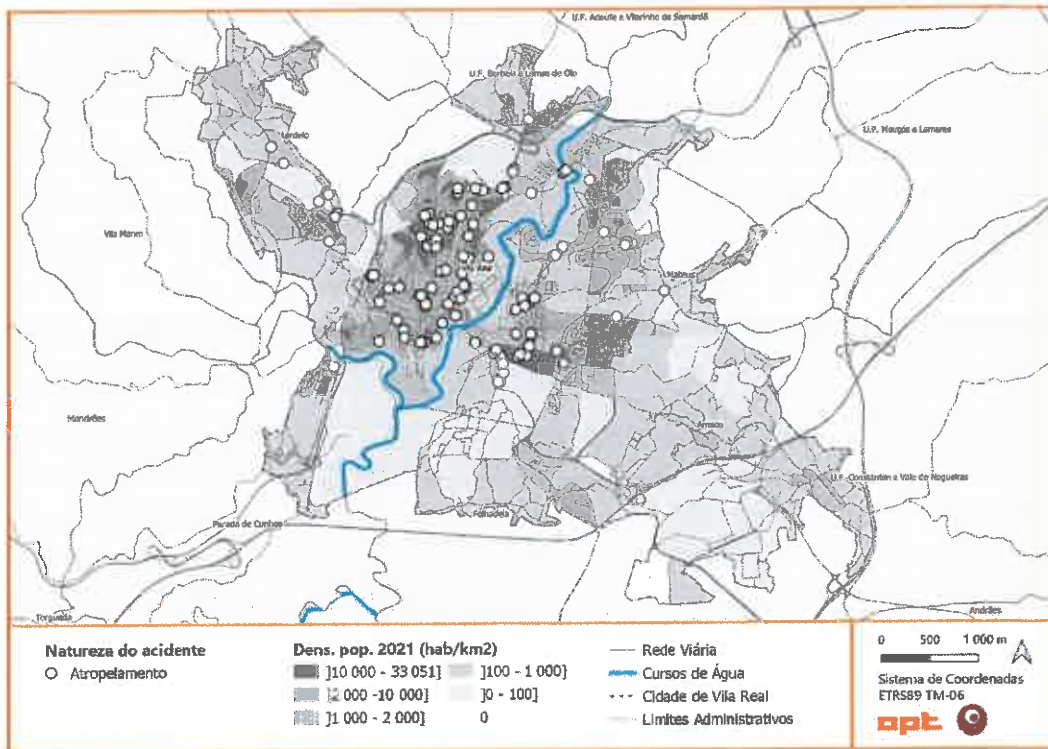 U.F. Adoufe e Vilarinho de Samardã
U.F. Borbela e Lamas de Olo
U.F. Mouçós e Lamares
Lordelo
Vila Marim
Mateus
Mondrões
Arroios
U.F. Constantim e Vale de Nogueiras
Folhadela
Parada de Cunhos
Torgueda
Andrães
Natureza do acidente
Atropelamento
Dens. pop. 2021 (hab/km2)
]10 000 - 33 051]
]2 000 -10 000]
]1 000 - 2 000]
]100 - 1 000]
]0 - 100]
0
Rede Viária
Cursos de Água
Cidade de Vila Real
Limites Administrativos
0 500 1 000 m
Sistema de Coordenadas
ETRS89 TM-06
opt